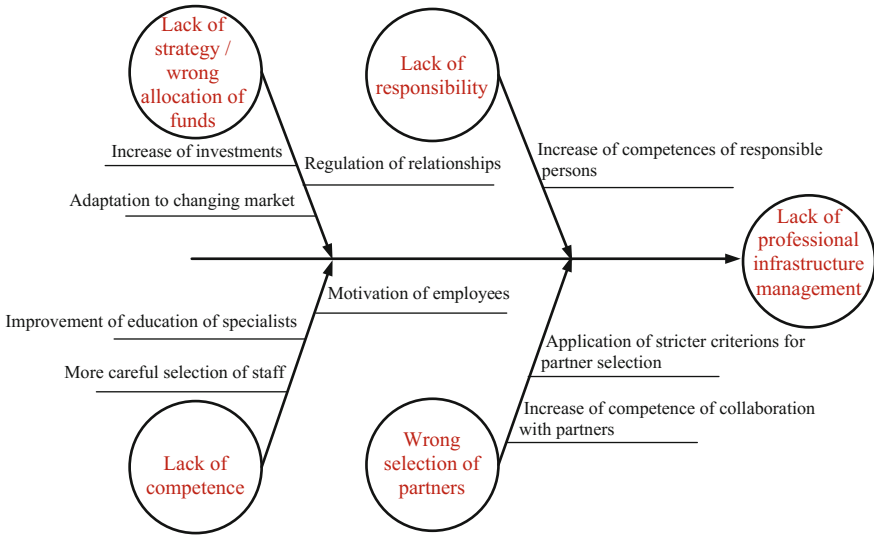 Lack of
strategy /
wrong
allocation of
funds
Lack of
responsibility
Increase of investments
Regulation of relationships
Adaptation to changing market
Increase of competences of responsible
persons
Lack of
professional
infrastructure
management
Motivation of employees
Improvement of education of specialists
More careful selection of staff
Application of stricter criterions for
partner selection
Increase of competence of collaboration
with partners
Lack of
competence
Wrong
selection of
partners